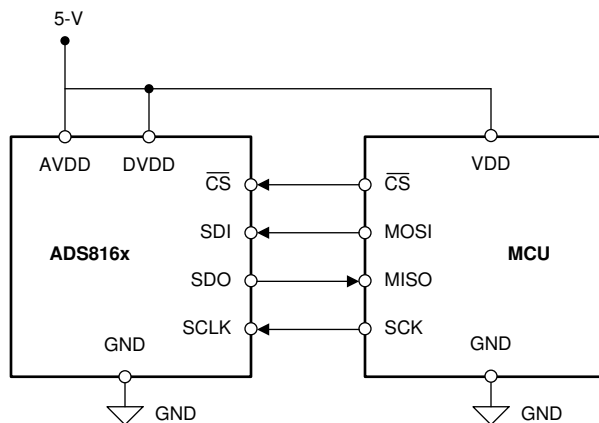 5-V
AVDD DVDD VDD
CS CS
SDI MOSI
ADS816x MCU
SDO MISO
SCLK SCK
GND GND
GND GND